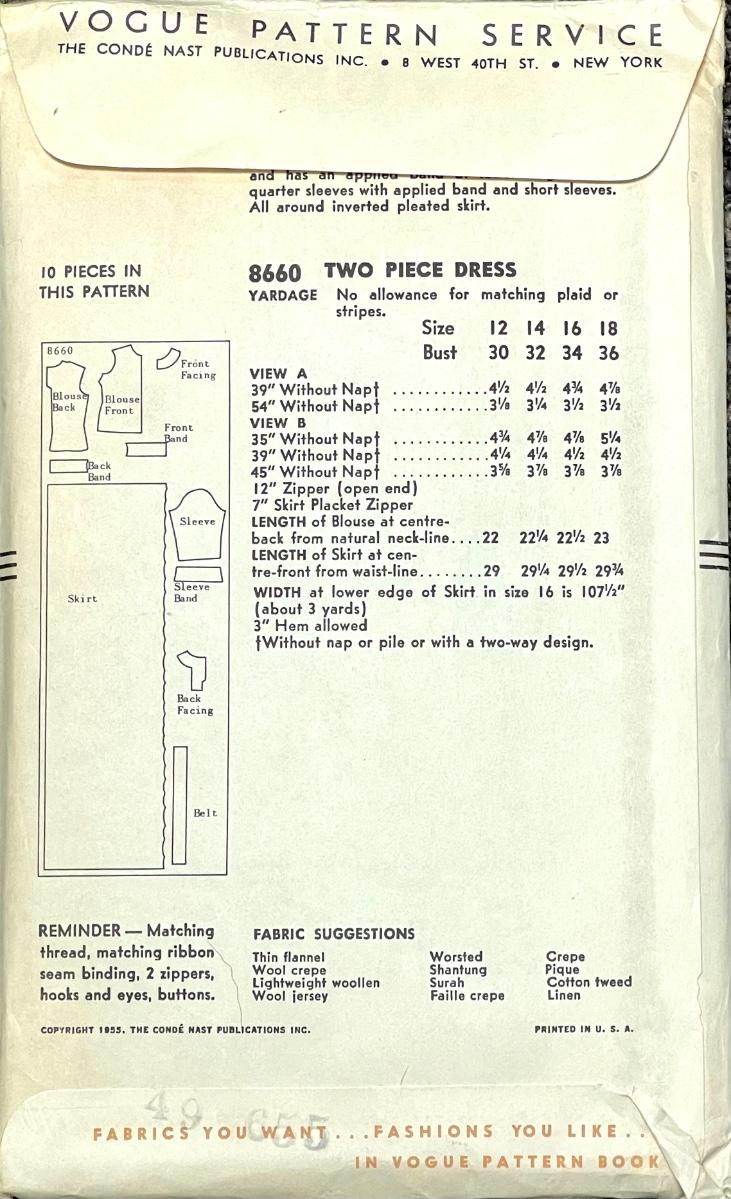 VOGUE PATTERN SERVICE
THE CONDÉ NAST PUBLICATIONS INC. • 8 WEST 40TH ST. • NEW YORK
and has an applied
quarter sleeves with applied band and short sleeves.
All around inverted pleated skirt.
10 PIECES IN
THIS PATTERN
8660
Blouse
Back
Blouse
Front
Front
Facing
Front
Band
Back
Band
Sleeve
Sleeve
Band
Skirt
Back
Facing
Belt
8660 TWO PIECE DRESS
YARDAGE No allowance for matching plaid or
stripes.
Size 12 14 16 18
Bust 30 32 34 36
VIEW A
39" Without Nap† ............4½ 4½ 4¾ 4⅞
54" Without Nap† ............3⅛ 3¼ 3½ 3½
VIEW B
35" Without Nap† ............4¾ 4⅞ 4⅞ 5¼
39" Without Nap† ............4¼ 4¼ 4½ 4½
45" Without Nap† ............3⅝ 3⅞ 3⅞ 3⅞
12" Zipper (open end)
7" Skirt Placket Zipper
LENGTH of Blouse at centre-
back from natural neck-line....22 22¼ 22½ 23
LENGTH of Skirt at cen-
tre-front from waist-line........29 29¼ 29½ 29¾
WIDTH at lower edge of Skirt in size 16 is 107½"
(about 3 yards)
3" Hem allowed
†Without nap or pile or with a two-way design.
REMINDER — Matching
thread, matching ribbon
seam binding, 2 zippers,
hooks and eyes, buttons.
FABRIC SUGGESTIONS
Thin flannel Worsted Crepe
Wool crepe Shantung Pique
Lightweight woollen Surah Cotton tweed
Wool jersey Faille crepe Linen
COPYRIGHT 1955. THE CONDÉ NAST PUBLICATIONS INC. PRINTED IN U. S. A.
49 655
FABRICS YOU WANT...FASHIONS YOU LIKE..
IN VOGUE PATTERN BOOK